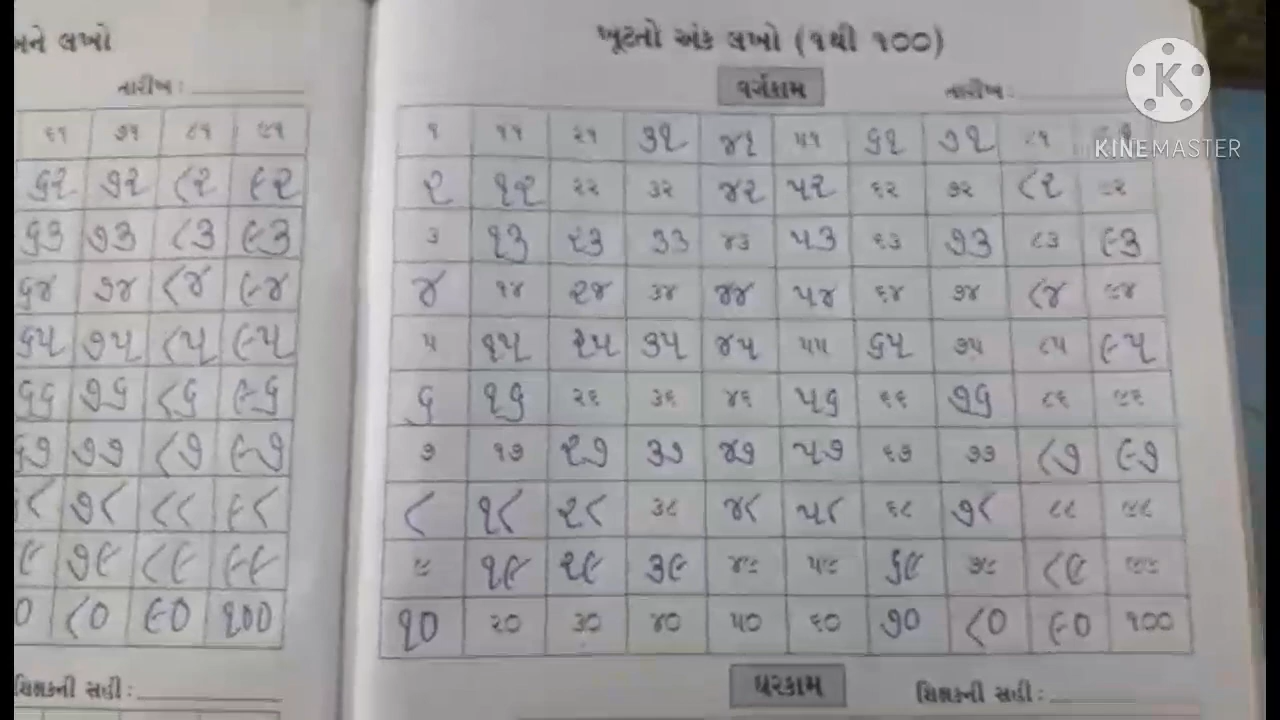 અને લખો
ખૂટતો અંક લખો (૧થી ૧૦૦)
K
KINEMASTER
તારીખ :
વર્ગકામ
તારીખ :
૬૧ ૭૧ ૮૧ ૯૧
૧ ૧૧ ૨૧ ૩૧ ૪૧ ૫૧ ૬૧ ૭૧ ૮૧ ૯૧
૬૨ ૭૨ ૮૨ ૯૨
૨ ૧૨ ૨૨ ૩૨ ૪૨ ૫૨ ૬૨ ૭૨ ૮૨ ૯૨
૬૩ ૭૩ ૮૩ ૯૩
૩ ૧૩ ૨૩ ૩૩ ૪૩ ૫૩ ૬૩ ૭૩ ૮૩ ૯૩
૬૪ ૭૪ ૮૪ ૯૪
૪ ૧૪ ૨૪ ૩૪ ૪૪ ૫૪ ૬૪ ૭૪ ૮૪ ૯૪
૬૫ ૭૫ ૮૫ ૯૫
૫ ૧૫ ૨૫ ૩૫ ૪૫ ૫૫ ૬૫ ૭૫ ૮૫ ૯૫
૬૬ ૭૬ ૮૬ ૯૬
૬ ૧૬ ૨૬ ૩૬ ૪૬ ૫૬ ૬૬ ૭૬ ૮૬ ૯૬
૬૭ ૭૭ ૮૭ ૯૭
૭ ૧૭ ૨૭ ૩૭ ૪૭ ૫૭ ૬૭ ૭૭ ૮૭ ૯૭
૮ ૭૮ ૮૮ ૯૮
૮ ૧૮ ૨૮ ૩૮ ૪૮ ૫૮ ૬૮ ૭૮ ૮૮ ૯૮
૯ ૭૯ ૮૯ ૯૯
૯ ૧૯ ૨૯ ૩૯ ૪૯ ૫૯ ૬૯ ૭૯ ૮૯ ૯૯
૦ ૮૦ ૯૦ ૧૦૦
૧૦ ૨૦ ૩૦ ૪૦ ૫૦ ૬૦ ૭૦ ૮૦ ૯૦ ૧૦૦
શિક્ષકની સહી :
ઘરકામ
શિક્ષકની સહી :